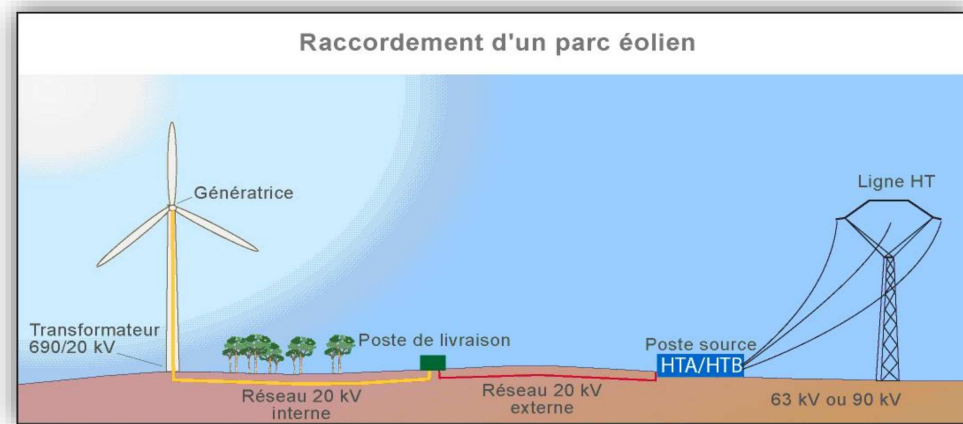 Raccordement d'un parc éolien
Génératrice
Ligne HT
Transformateur
690/20 kV
Poste de livraison
Poste source
HTA/HTB
Réseau 20 kV
interne
Réseau 20 kV
externe
63 kV ou 90 kV